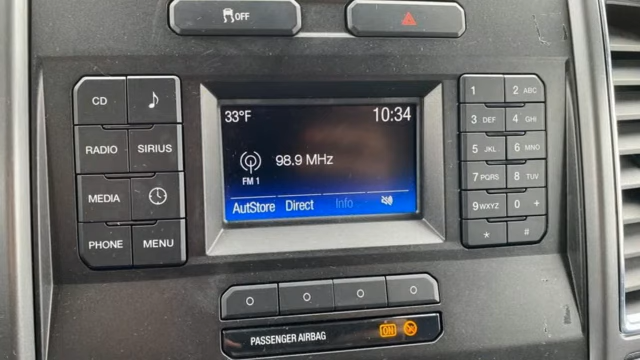 OFF
CD
RADIO SIRIUS
MEDIA
PHONE MENU
33°F 10:34
98.9 MHz
FM 1
AutStore Direct Info
1 2 ABC
3 DEF 4 GHI
5 JKL 6 MNO
7 PQRS 8 TUV
9 WXYZ 0 +
* #
PASSENGER AIRBAG ON